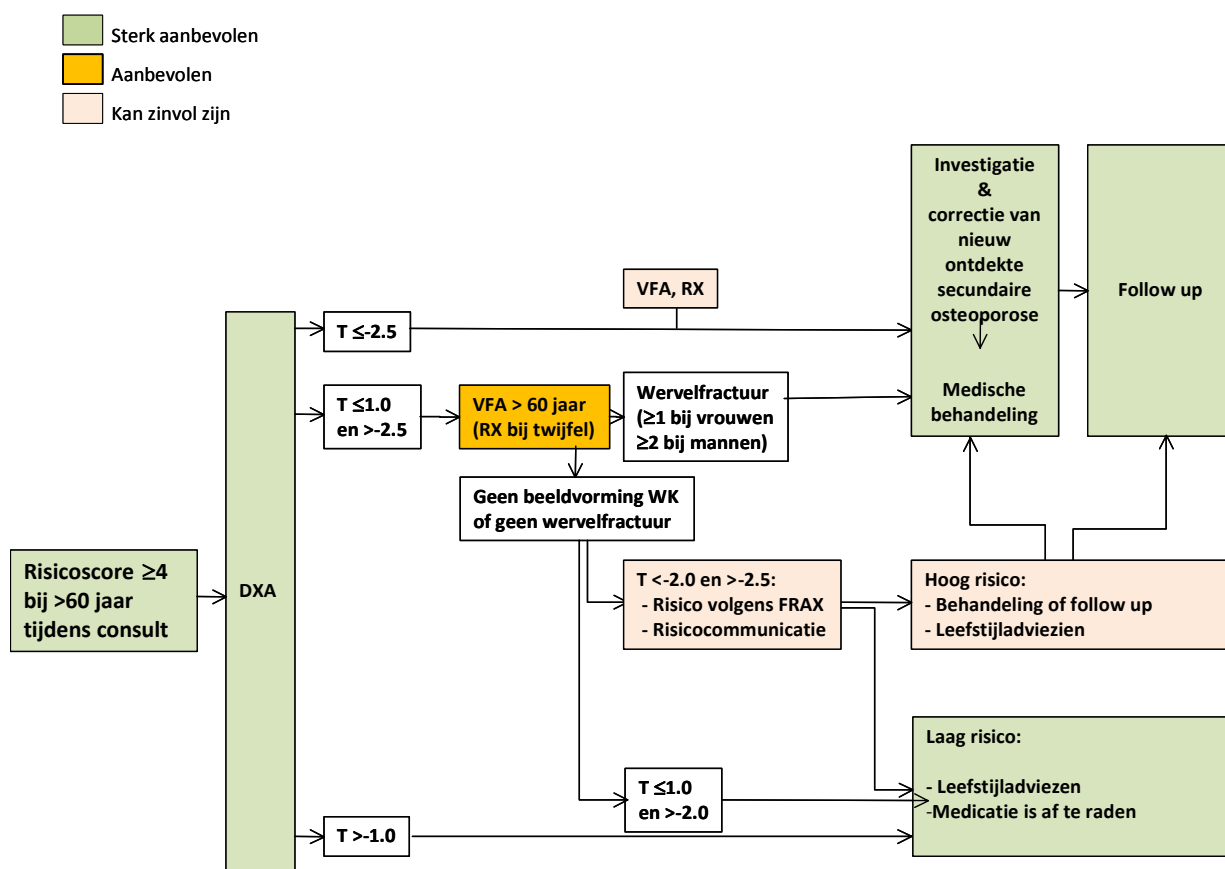 Sterk aanbevolen
Aanbevolen
Kan zinvol zijn
Investigatie
&
correctie van
nieuw
ontdekte
secundaire
osteoporose
Medische
behandeling
Follow up
VFA, RX
T ≤-2.5
T ≤1.0
en >-2.5
VFA > 60 jaar
(RX bij twijfel)
Wervelfractuur
(≥1 bij vrouwen
≥2 bij mannen)
Geen beeldvorming WK
of geen wervelfractuur
Risicoscore ≥4
bij >60 jaar
tijdens consult
DXA
T <-2.0 en >-2.5:
- Risico volgens FRAX
- Risicocommunicatie
Hoog risico:
- Behandeling of follow up
- Leefstijladviezien
Laag risico:
- Leefstijladviezen
-Medicatie is af te raden
T ≤1.0
en >-2.0
T >-1.0